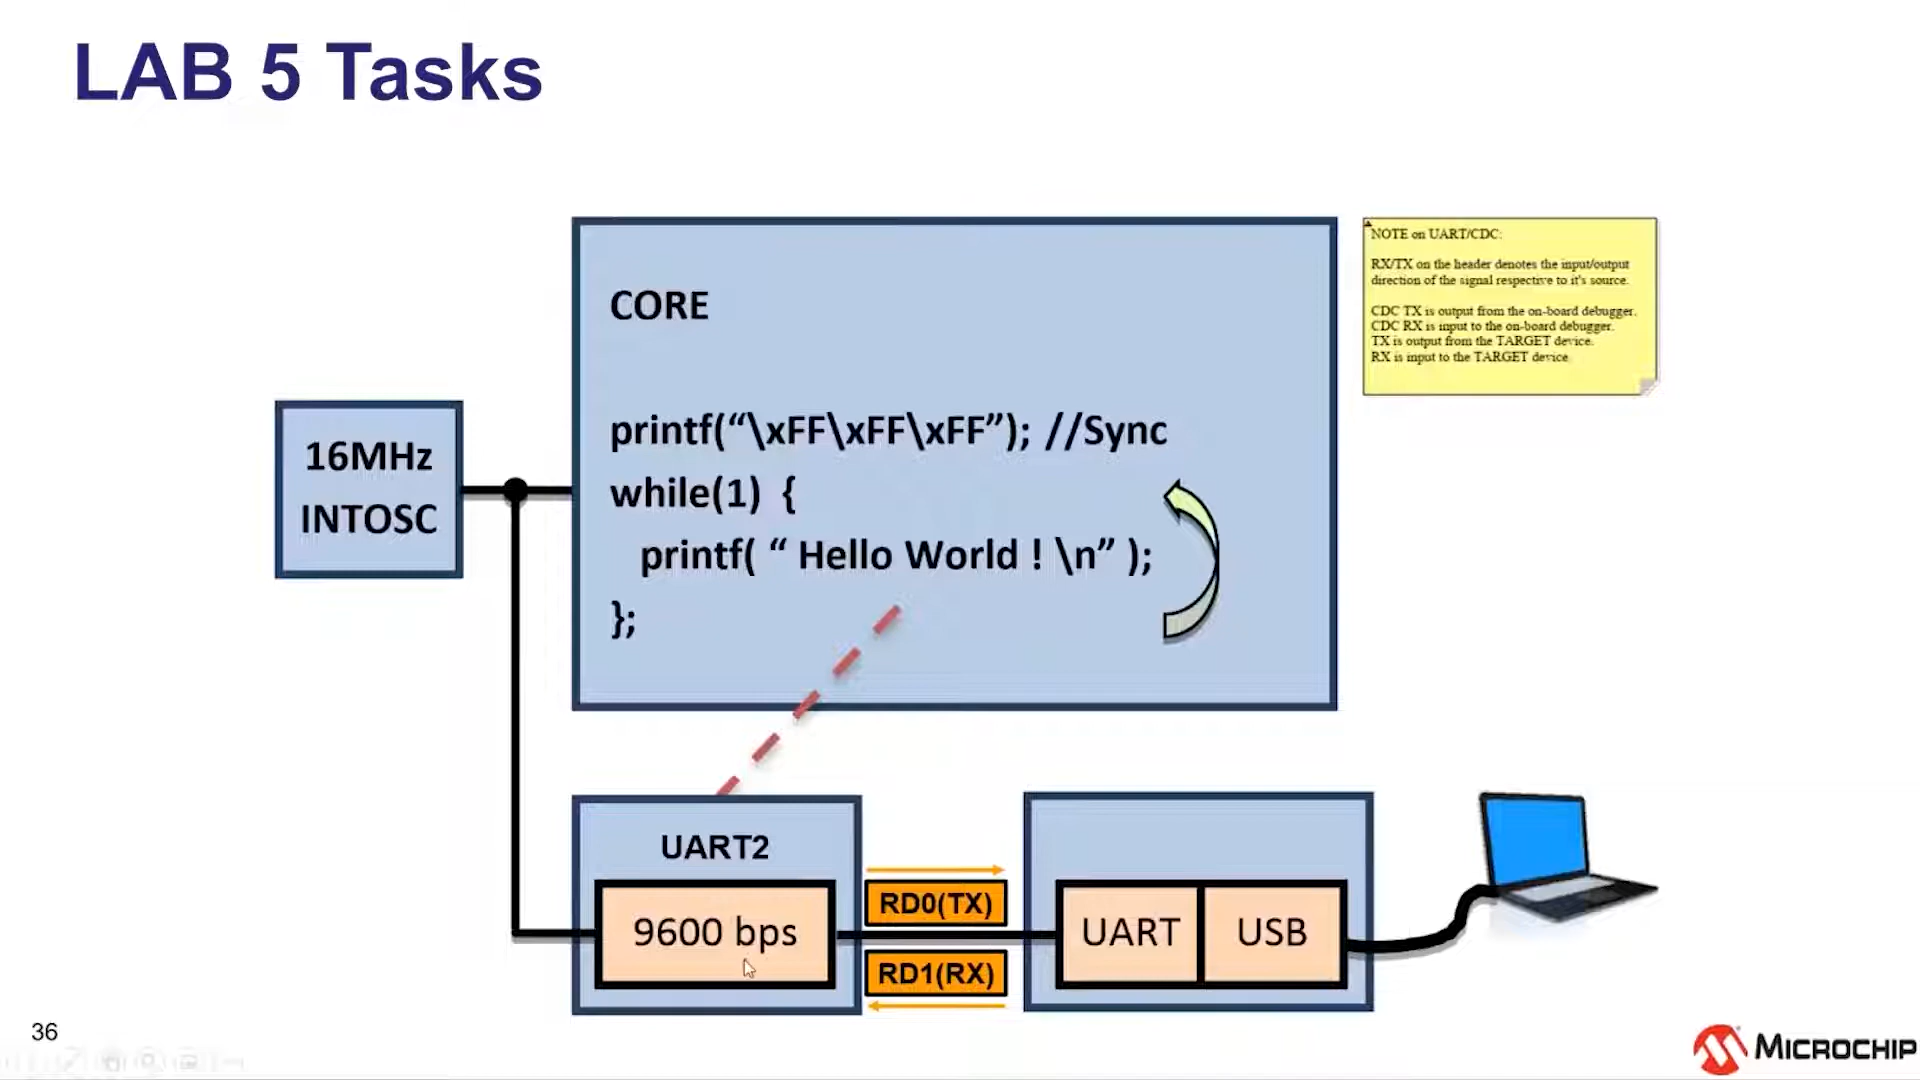 LAB 5 Tasks
CORE
NOTE on UART/CDC:
RX/TX on the header denotes the input/output
direction of the signal respective to it's source.
CDC TX is output from the on-board debugger.
CDC RX is input to the on-board debugger.
TX is output from the TARGET device.
RX is input to the TARGET device.
16MHz
INTOSC
printf(“\xFF\xFF\xFF”); //Sync
while(1) {
printf( “ Hello World ! \n” );
};
UART2
9600 bps
RD0(TX)
RD1(RX)
UART
USB
36
MICROCHIP